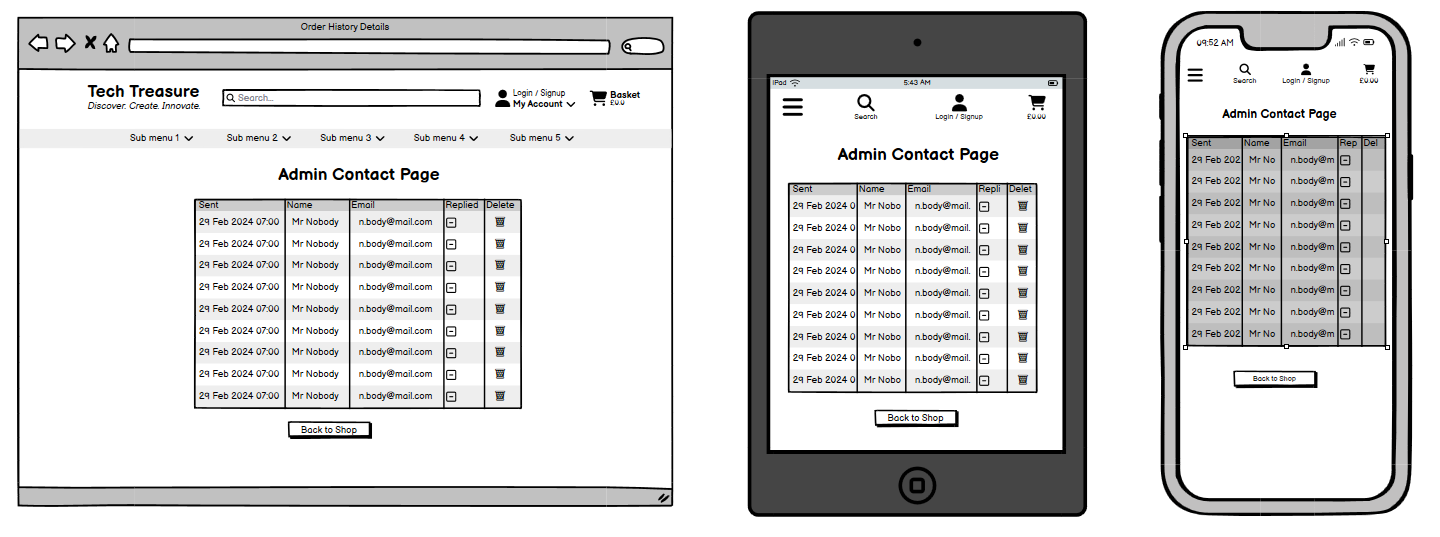 Order History Details
Tech Treasure
Discover. Create. Innovate.
Search...
Login / Signup
My Account
Basket
£0.0
Sub menu 1 Sub menu 2 Sub menu 3 Sub menu 4 Sub menu 5
Admin Contact Page
Sent Name Email Replied Delete
29 Feb 2024 07:00 Mr Nobody n.body@mail.com
29 Feb 2024 07:00 Mr Nobody n.body@mail.com
29 Feb 2024 07:00 Mr Nobody n.body@mail.com
29 Feb 2024 07:00 Mr Nobody n.body@mail.com
29 Feb 2024 07:00 Mr Nobody n.body@mail.com
29 Feb 2024 07:00 Mr Nobody n.body@mail.com
29 Feb 2024 07:00 Mr Nobody n.body@mail.com
29 Feb 2024 07:00 Mr Nobody n.body@mail.com
29 Feb 2024 07:00 Mr Nobody n.body@mail.com
Back to Shop
iPad 5:43 AM
Search Login / Signup £0.00
Admin Contact Page
Sent Name Email Repli Delet
29 Feb 2024 0 Mr Nobo n.body@mail.
29 Feb 2024 0 Mr Nobo n.body@mail.
29 Feb 2024 0 Mr Nobo n.body@mail.
29 Feb 2024 0 Mr Nobo n.body@mail.
29 Feb 2024 0 Mr Nobo n.body@mail.
29 Feb 2024 0 Mr Nobo n.body@mail.
29 Feb 2024 0 Mr Nobo n.body@mail.
29 Feb 2024 0 Mr Nobo n.body@mail.
29 Feb 2024 0 Mr Nobo n.body@mail.
Back to Shop
09:52 AM
Search Login / Signup £0.00
Admin Contact Page
Sent Name Email Rep Del
29 Feb 202 Mr No n.body@m
29 Feb 202 Mr No n.body@m
29 Feb 202 Mr No n.body@m
29 Feb 202 Mr No n.body@m
29 Feb 202 Mr No n.body@m
29 Feb 202 Mr No n.body@m
29 Feb 202 Mr No n.body@m
29 Feb 202 Mr No n.body@m
29 Feb 202 Mr No n.body@m
Back to Shop